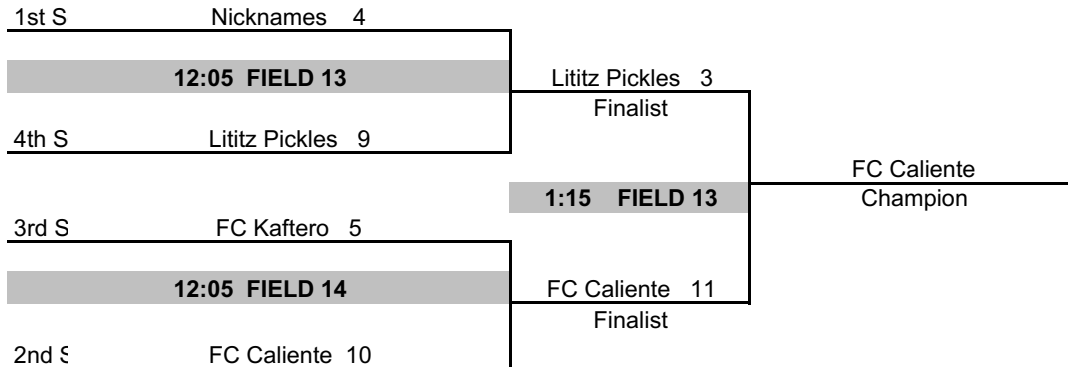 1st S Nicknames 4
12:05 FIELD 13
Lititz Pickles 3
Finalist
4th S Lititz Pickles 9
FC Caliente
Champion
1:15 FIELD 13
3rd S FC Kaftero 5
12:05 FIELD 14
FC Caliente 11
Finalist
2nd S FC Caliente 10